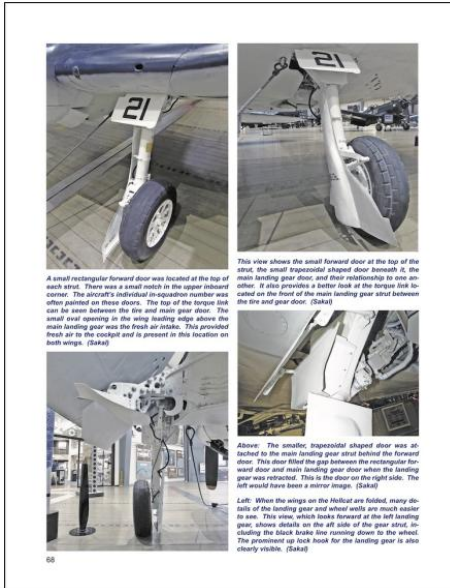 21
A small rectangular forward door was located at the top of
each strut. There was a small notch in the upper inboard
corner. The aircraft's individual in-squadron number was
often painted on these doors. The top of the torque link
can be seen between the tire and main gear door. The
small oval opening in the wing leading edge above the
main landing gear was the fresh air intake. This provided
fresh air to the cockpit and is present in this location on
both wings. (Sakai)
21
This view shows the small forward door at the top of the
strut, the small trapezoidal shaped door beneath it, the
main landing gear door, and their relationship to one an-
other. It also provides a better look at the torque link lo-
cated on the front of the main landing gear strut between
the tire and gear door. (Sakai)
Above: The smaller, trapezoidal shaped door was at-
tached to the main landing gear strut behind the forward
door. This door filled the gap between the rectangular for-
ward door and main landing gear door when the landing
gear was retracted. This is the door on the right side. The
left would have been a mirror image. (Sakai)
Left: When the wings on the Hellcat are folded, many de-
tails of the landing gear and wheel wells are much easier
to see. This view, which looks forward at the left landing
gear, shows details on the aft side of the gear strut, in-
cluding the black brake line running down to the wheel.
The prominent up lock hook for the landing gear is also
clearly visible. (Sakai)
68